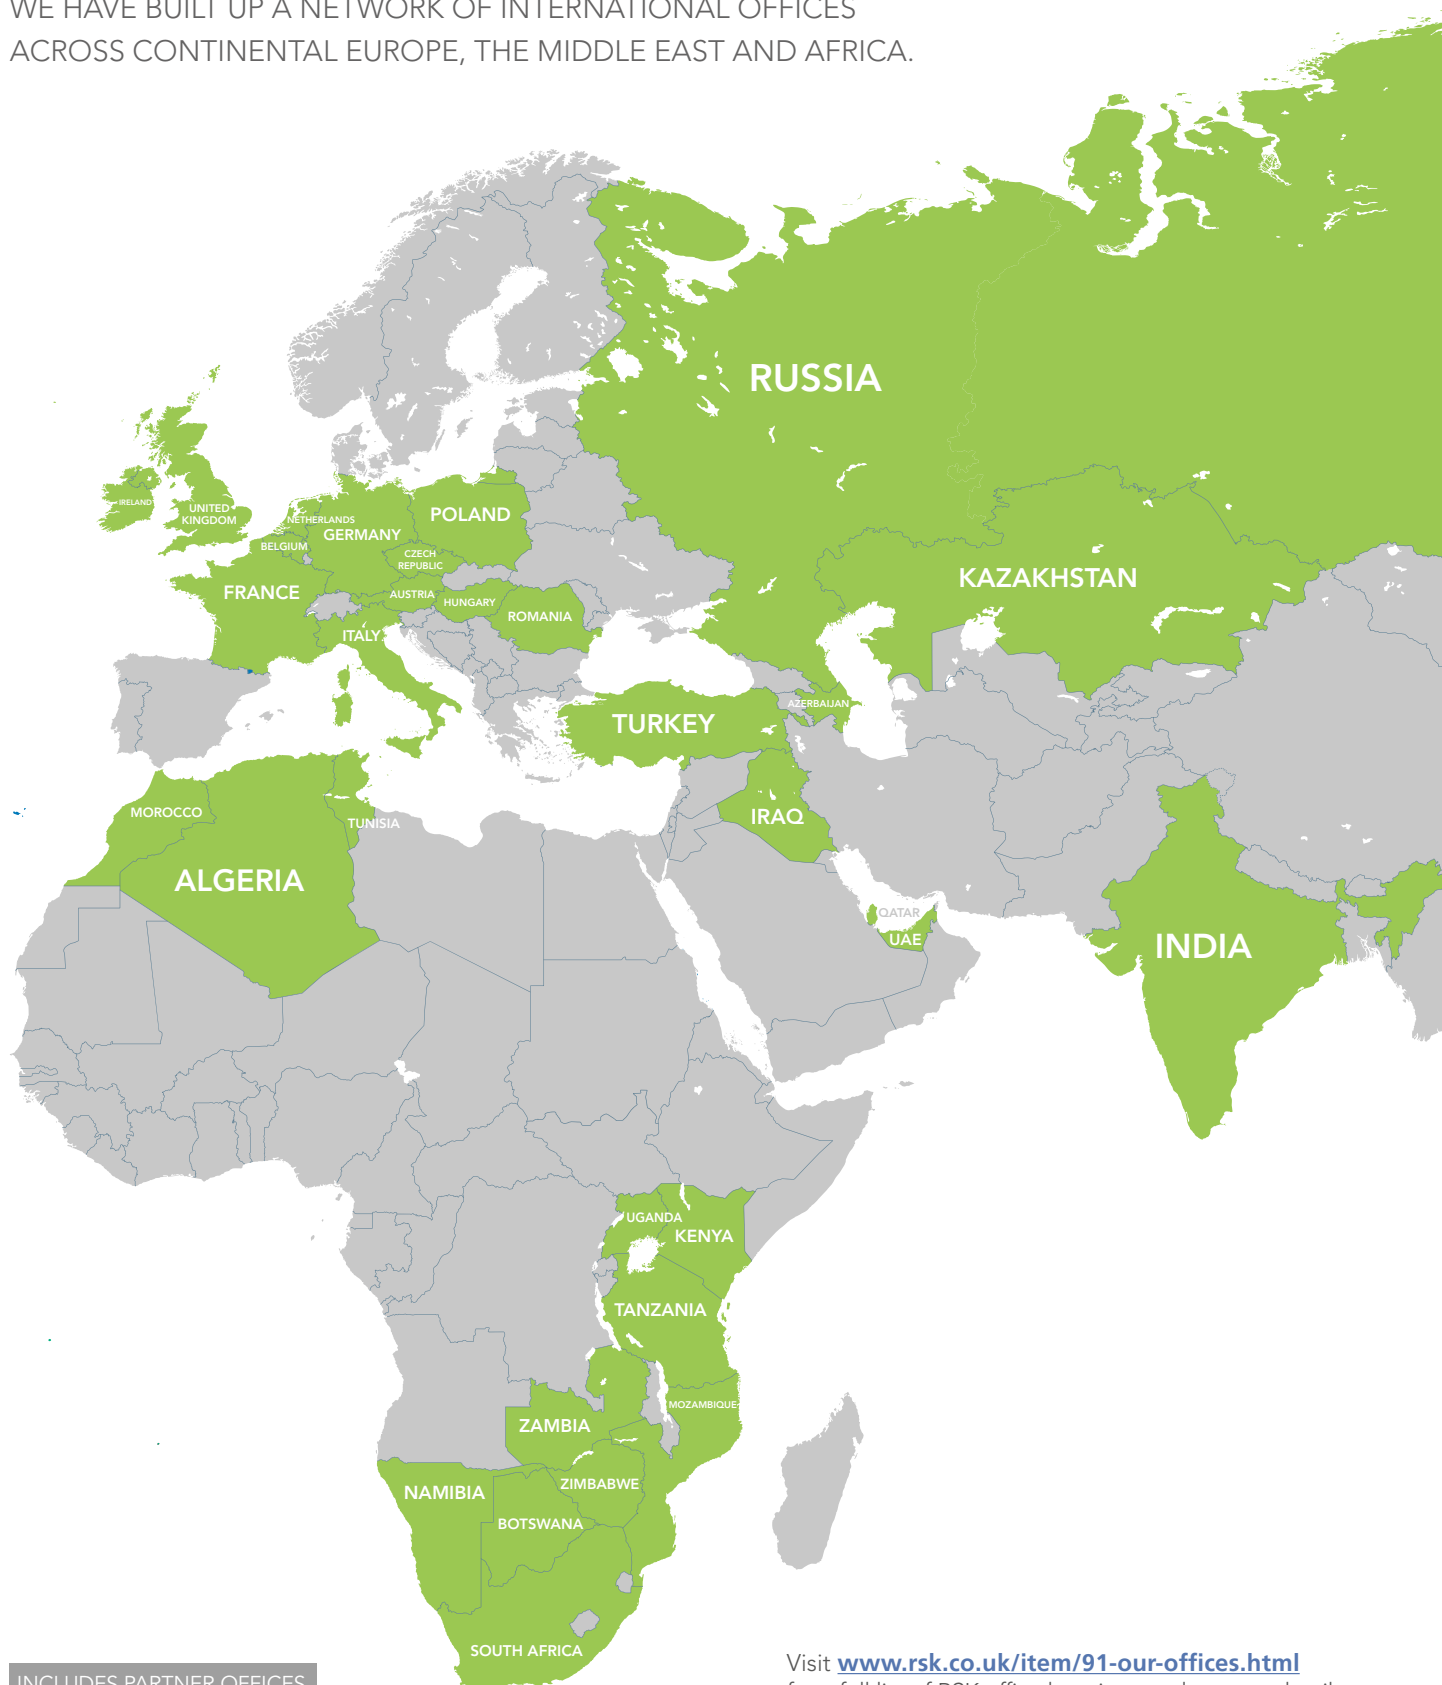 WE HAVE BUILT UP A NETWORK OF INTERNATIONAL OFFICES
ACROSS CONTINENTAL EUROPE, THE MIDDLE EAST AND AFRICA.
RUSSIA
IRELAND
UNITED
KINGDOM
NETHERLANDS
POLAND
GERMANY
BELGIUM
CZECH
REPUBLIC
KAZAKHSTAN
FRANCE
AUSTRIA
HUNGARY
ROMANIA
ITALY
AZERBAIJAN
TURKEY
MOROCCO
TUNISIA
IRAQ
ALGERIA
QATAR
UAE
INDIA
UGANDA
KENYA
TANZANIA
MOZAMBIQUE
ZAMBIA
ZIMBABWE
NAMIBIA
BOTSWANA
SOUTH AFRICA
INCLUDES PARTNER OFFICES
Visit www.rsk.co.uk/item/91-our-offices.html